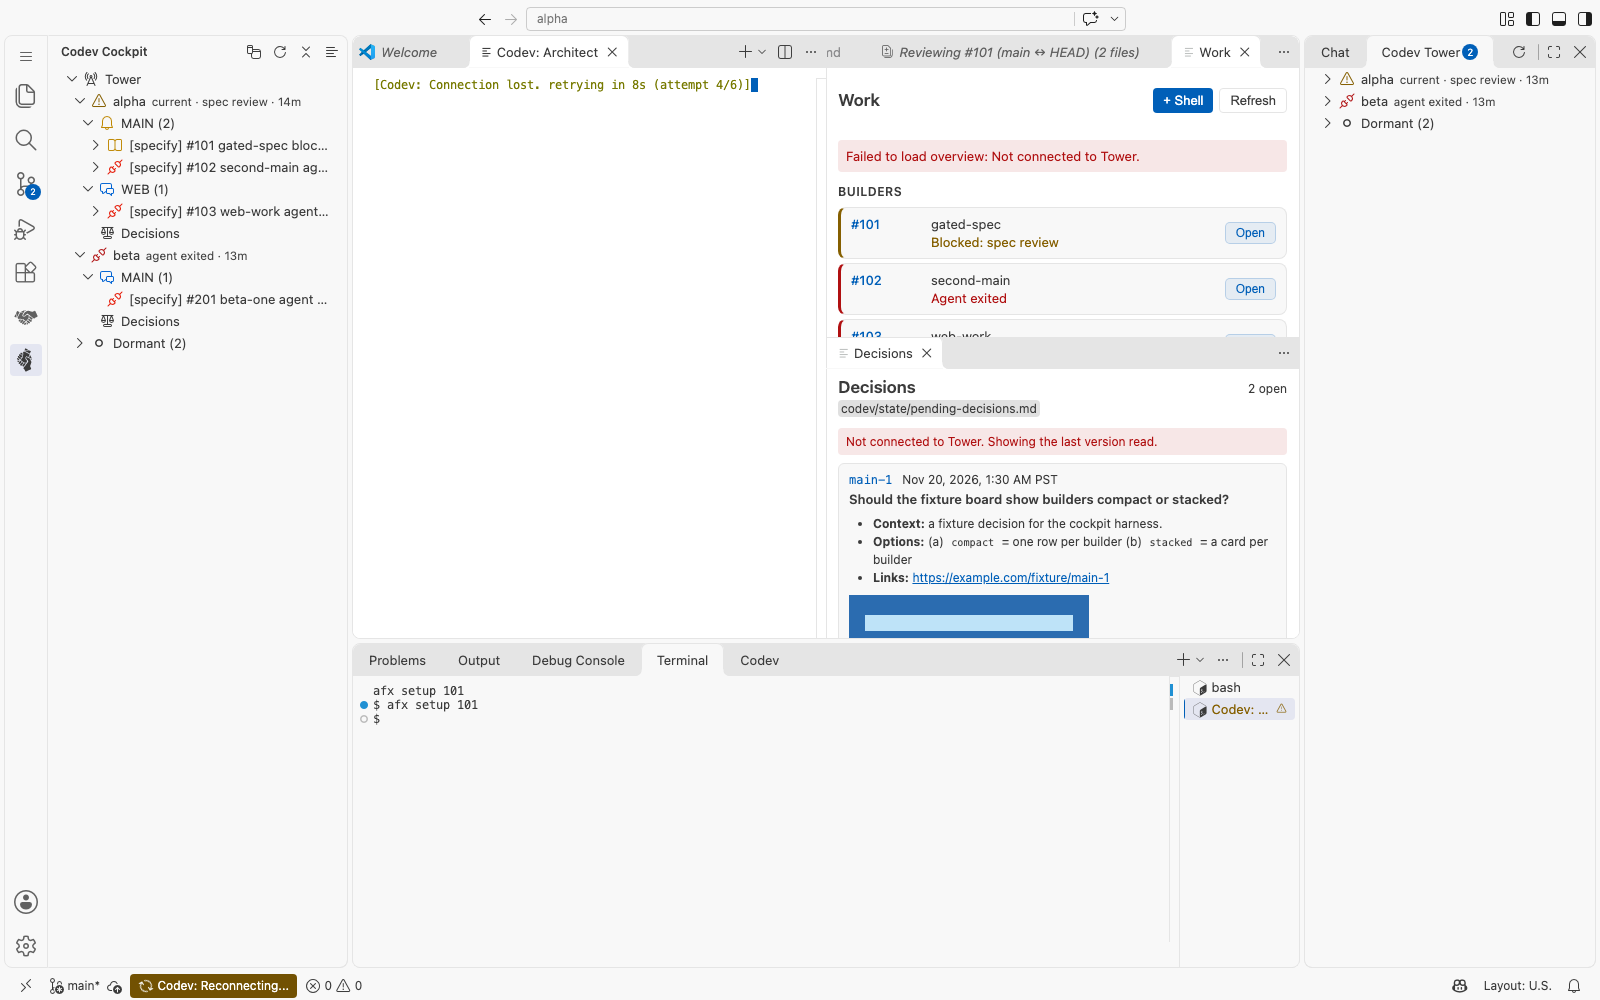 alpha
Codev Cockpit
Tower
alpha current · spec review · 14m
MAIN (2)
[specify] #101 gated-spec bloc...
[specify] #102 second-main ag...
WEB (1)
[specify] #103 web-work agent...
Decisions
beta agent exited · 13m
MAIN (1)
[specify] #201 beta-one agent ...
Decisions
Dormant (2)
2
Welcome
Codev: Architect
nd
Reviewing #101 (main ↔ HEAD) (2 files)
Work
[Codev: Connection lost. retrying in 8s (attempt 4/6)]
Work
+ Shell
Refresh
Failed to load overview: Not connected to Tower.
BUILDERS
#101 gated-spec
Blocked: spec review
Open
#102 second-main
Agent exited
Open
#103 web-work
Decisions
Decisions
2 open
codev/state/pending-decisions.md
Not connected to Tower. Showing the last version read.
main-1 Nov 20, 2026, 1:30 AM PST
Should the fixture board show builders compact or stacked?
• Context: a fixture decision for the cockpit harness.
• Options: (a) compact = one row per builder (b) stacked = a card per
builder
• Links: https://example.com/fixture/main-1
Problems
Output
Debug Console
Terminal
Codev
afx setup 101
$ afx setup 101
$
bash
Codev: ...
Chat
Codev Tower 2
alpha current · spec review · 13m
beta agent exited · 13m
Dormant (2)
main*
Codev: Reconnecting...
0
0
Layout: U.S.